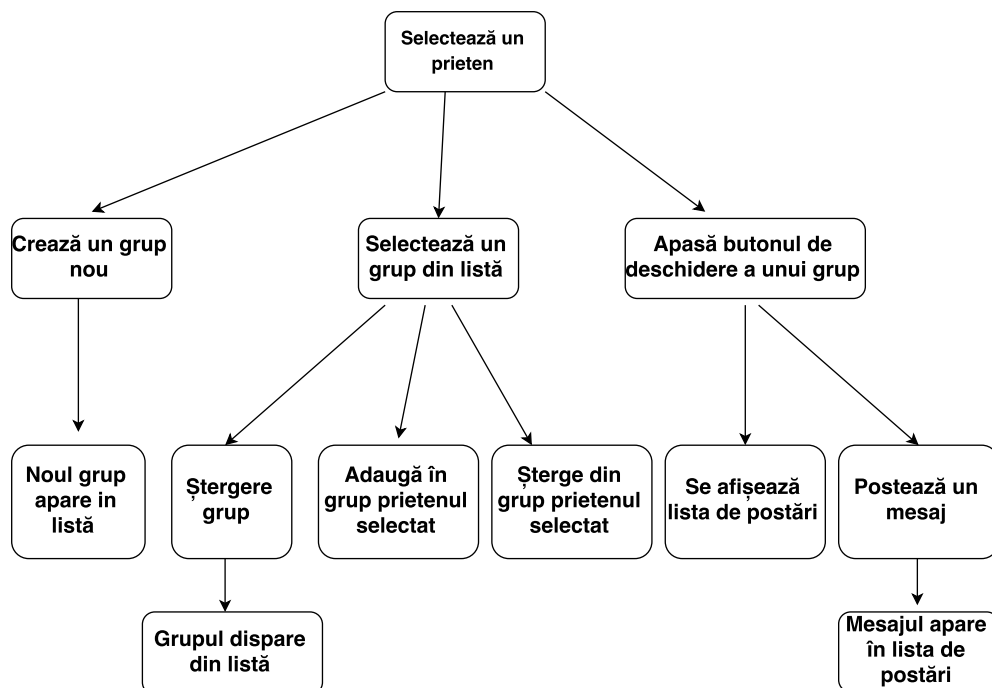 Selectează un
prieten
Crează un grup
nou
Selectează un
grup din listă
Apasă butonul de
deschidere a unui grup
Noul grup
apare in
listă
Ștergere
grup
Adaugă în
grup prietenul
selectat
Șterge din
grup prietenul
selectat
Se afișează
lista de postări
Postează un
mesaj
Grupul dispare
din listă
Mesajul apare
în lista de
postări